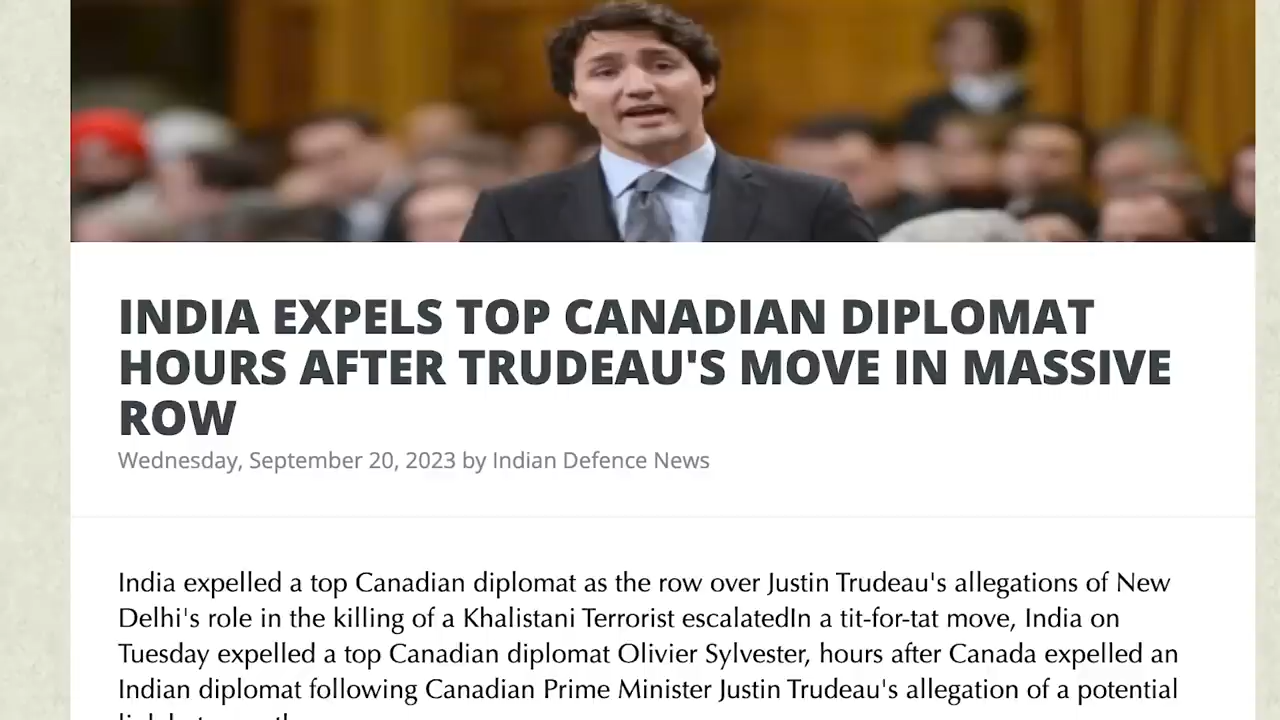 INDIA EXPELS TOP CANADIAN DIPLOMAT
HOURS AFTER TRUDEAU'S MOVE IN MASSIVE
ROW
Wednesday, September 20, 2023 by Indian Defence News
India expelled a top Canadian diplomat as the row over Justin Trudeau's allegations of New
Delhi's role in the killing of a Khalistani Terrorist escalatedIn a tit-for-tat move, India on
Tuesday expelled a top Canadian diplomat Olivier Sylvester, hours after Canada expelled an
Indian diplomat following Canadian Prime Minister Justin Trudeau's allegation of a potential